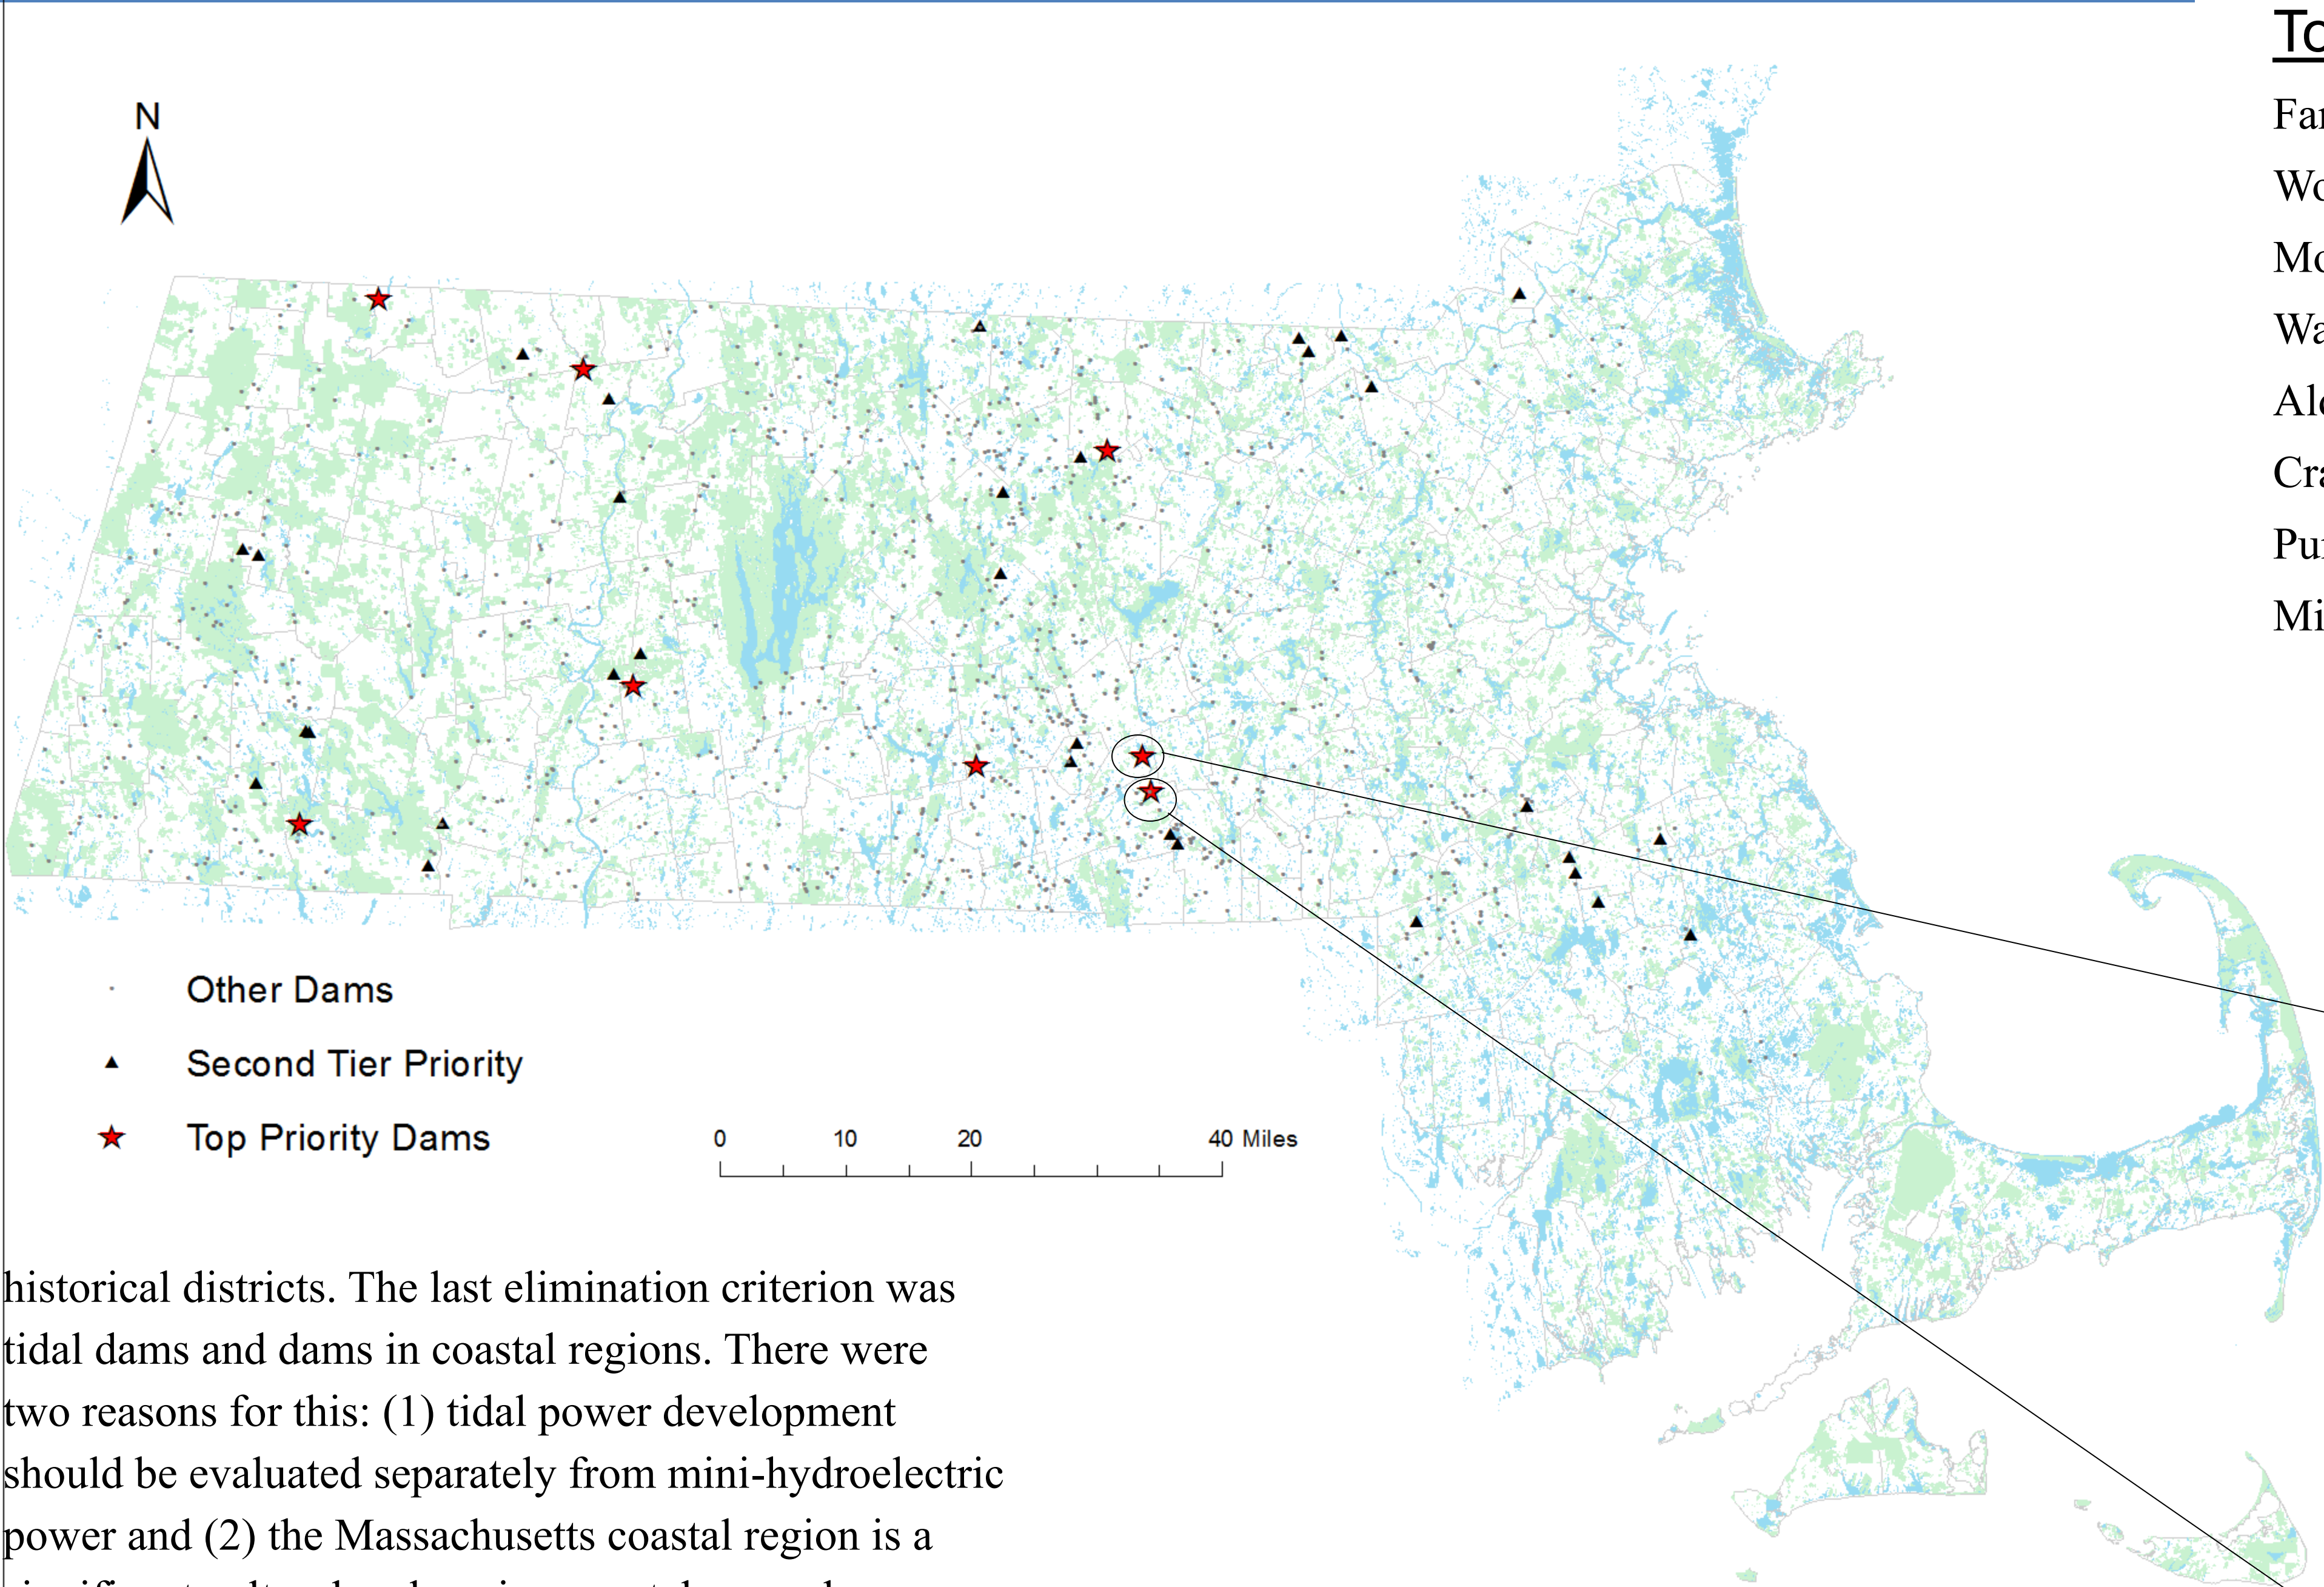 N
Other Dams
Second Tier Priority
Top Priority Dams
0 10 20 40 Miles
historical districts. The last elimination criterion was
tidal dams and dams in coastal regions. There were
two reasons for this: (1) tidal power development
should be evaluated separately from mini-hydroelectric
power and (2) the Massachusetts coastal region is a